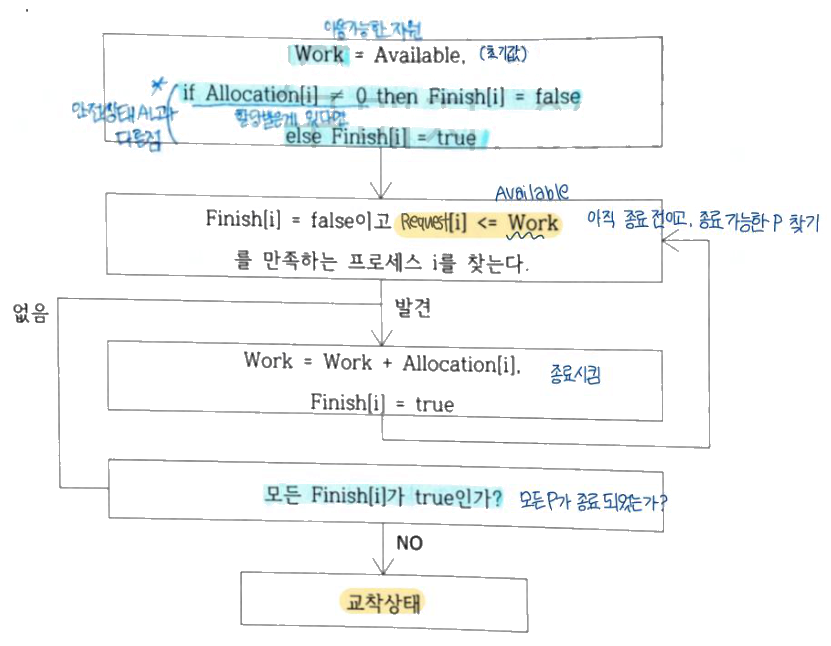 이용가능한 자원
Work = Available, (초기값)
* if Allocation[i] ≠ 0 then Finish[i] = false
안전상태 AL과
다른점
할당받은게 있다면
else Finish[i] = true
Available
Finish[i] = false이고 Request[i] <= Work 아직 종료 전이고, 종료 가능한 P 찾기
를 만족하는 프로세스 i를 찾는다.
없음
발견
Work = Work + Allocation[i],
종료시킴
Finish[i] = true
모든 Finish[i]가 true인가? 모든 P가 종료 되었는가?
NO
교착상태